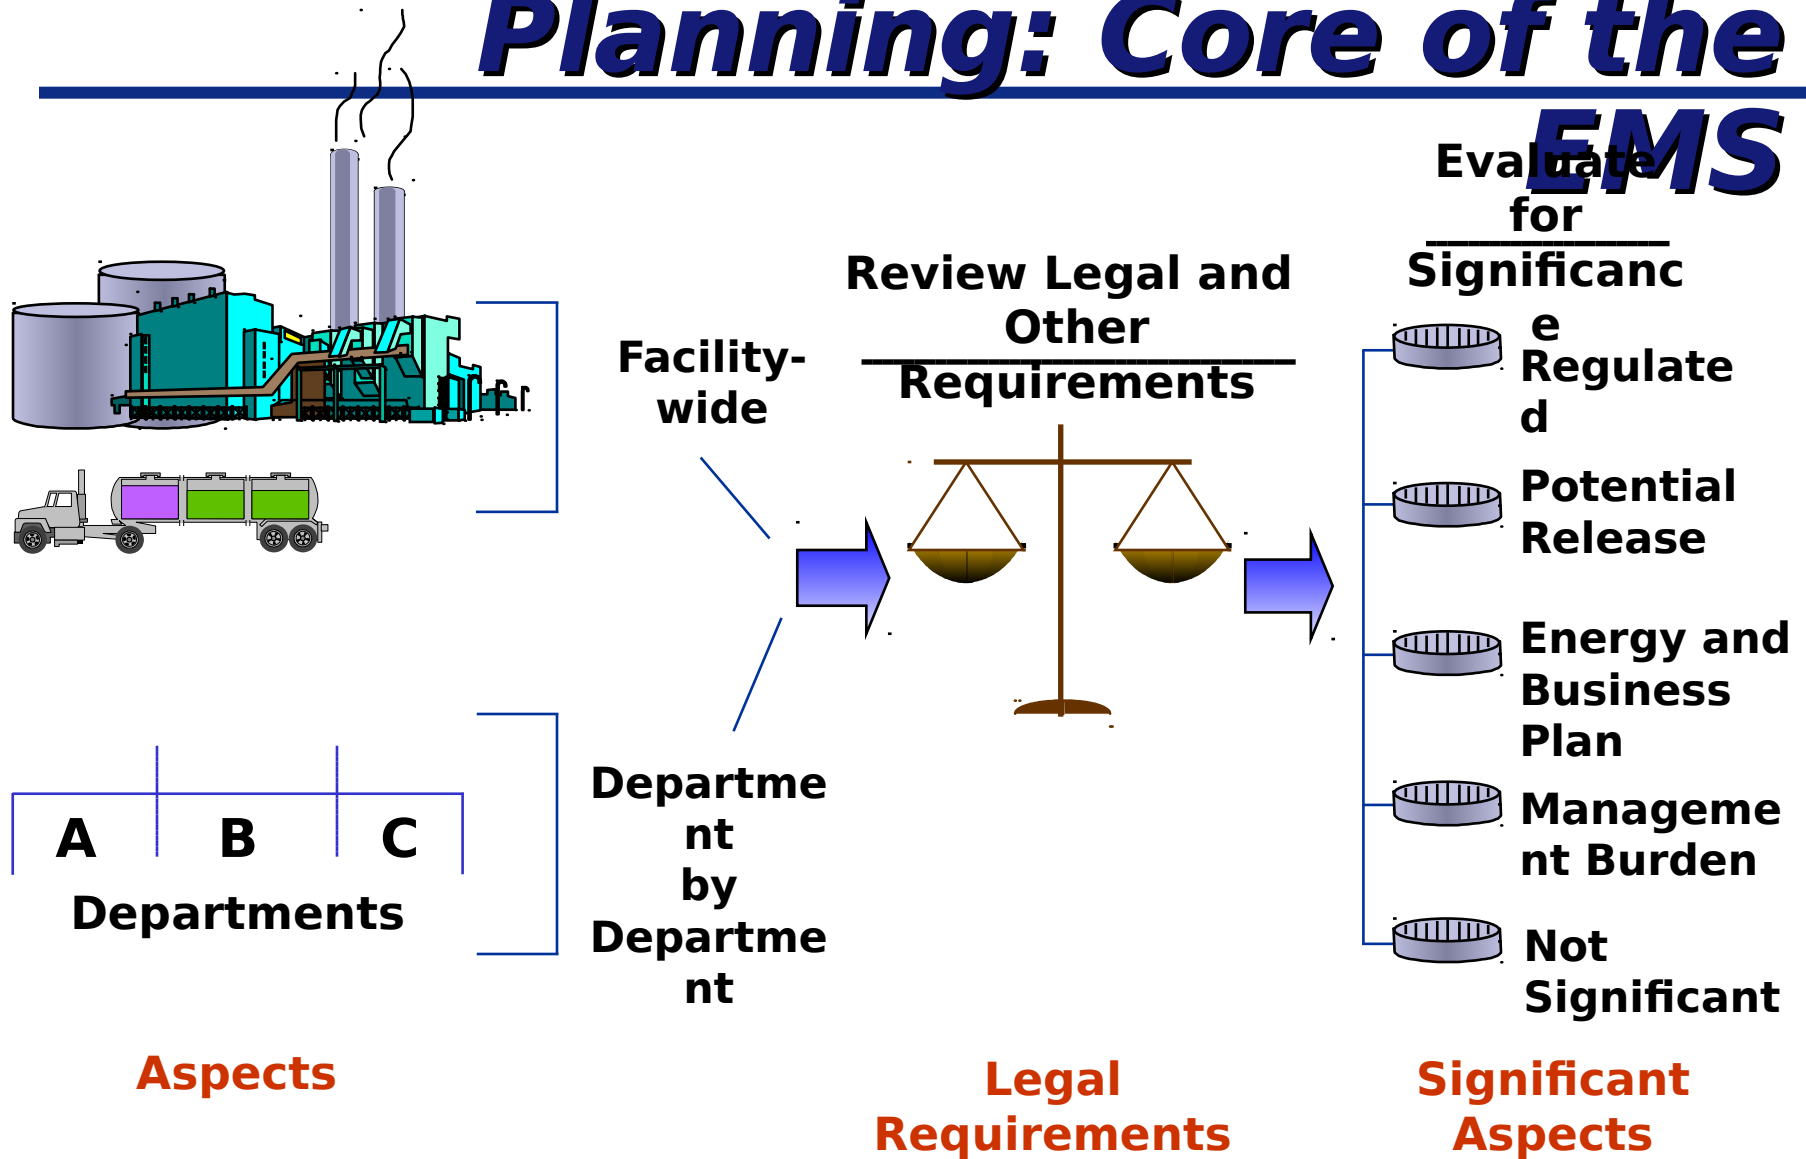 Planning: Core of the
EMS
Evaluate
for
Significanc
e
Review Legal and
Other
Requirements
Facility-
wide
Regulate
d
Potential
Release
Energy and
Business
Plan
Manageme
nt Burden
Not
Significant
A B C
Departments
Departme
nt
by
Departme
nt
Aspects
Legal
Requirements
Significant
Aspects